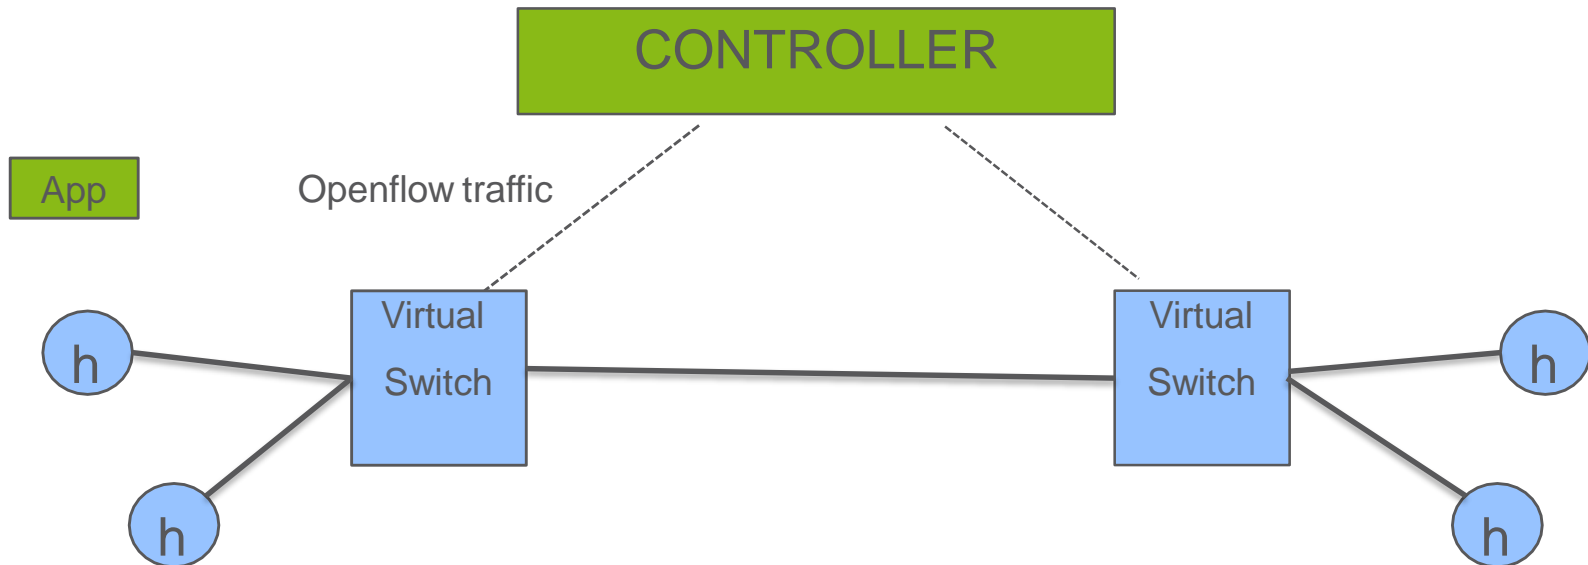 CONTROLLER
App
Openflow traffic
Virtual
Switch
Virtual
Switch
h
h
h
h